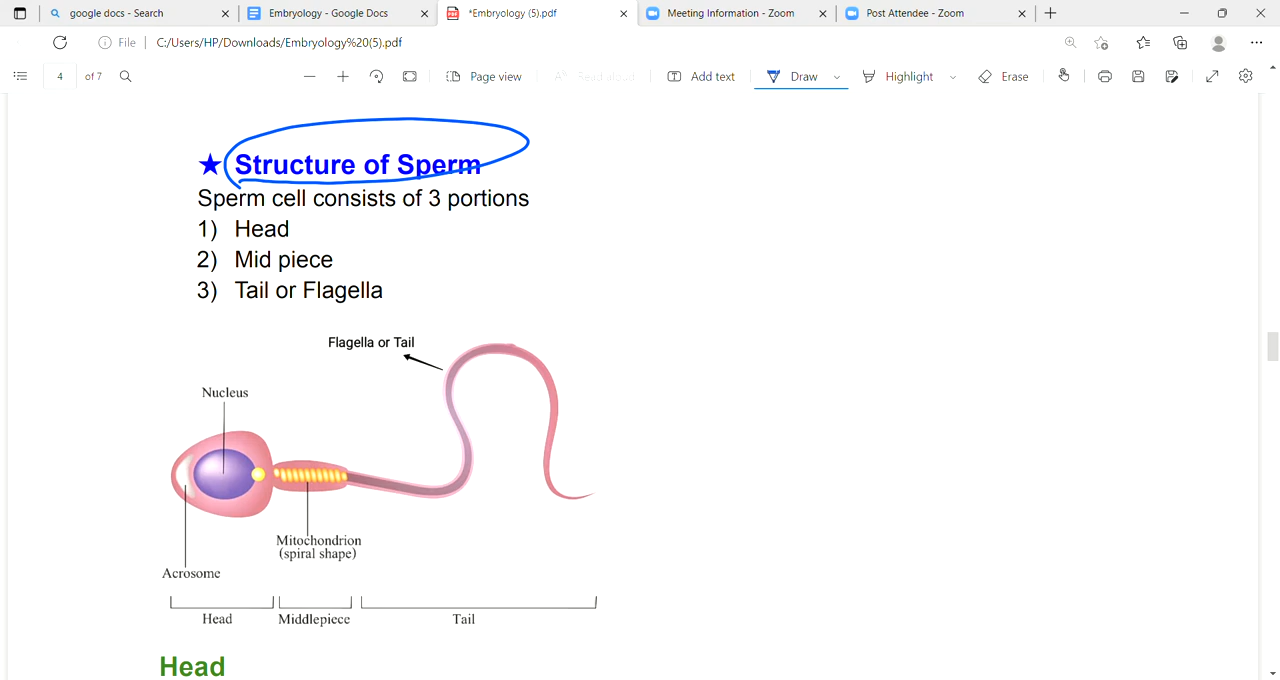 google docs - Search
Embryology - Google Docs
*Embryology (5).pdf
Meeting Information - Zoom
Post Attendee - Zoom
File
C:/Users/HP/Downloads/Embryology%20(5).pdf
4 of 7
Page view
Read aloud
Add text
Draw
Highlight
Erase
★ Structure of Sperm
Sperm cell consists of 3 portions
1) Head
2) Mid piece
3) Tail or Flagella
Flagella or Tail
Nucleus
Mitochondrion
(spiral shape)
Acrosome
Head
Middlepiece
Tail
Head